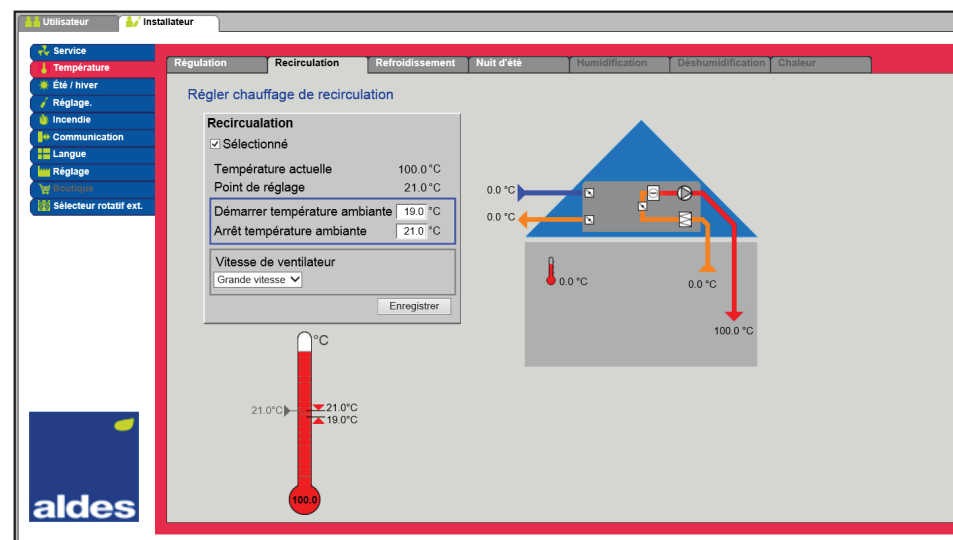 Utilisateur
Installateur
Service
Température
Été / hiver
Réglage.
Incendie
Communication
Langue
Réglage
Boutique
Sélecteur rotatif ext.
Régulation
Recirculation
Refroidissement
Nuit d'été
Humidification
Déshumidification
Chaleur
Régler chauffage de recirculation
Recircualation
Sélectionné
Température actuelle 100.0°C
Point de réglage 21.0°C
Démarrer température ambiante 19.0 °C
Arrêt température ambiante 21.0 °C
Vitesse de ventilateur
Grande vitesse
Enregistrer
0.0 °C
0.0 °C
0.0 °C
0.0 °C
100.0 °C
°C
21.0°C
21.0°C
19.0°C
100.0
aldes